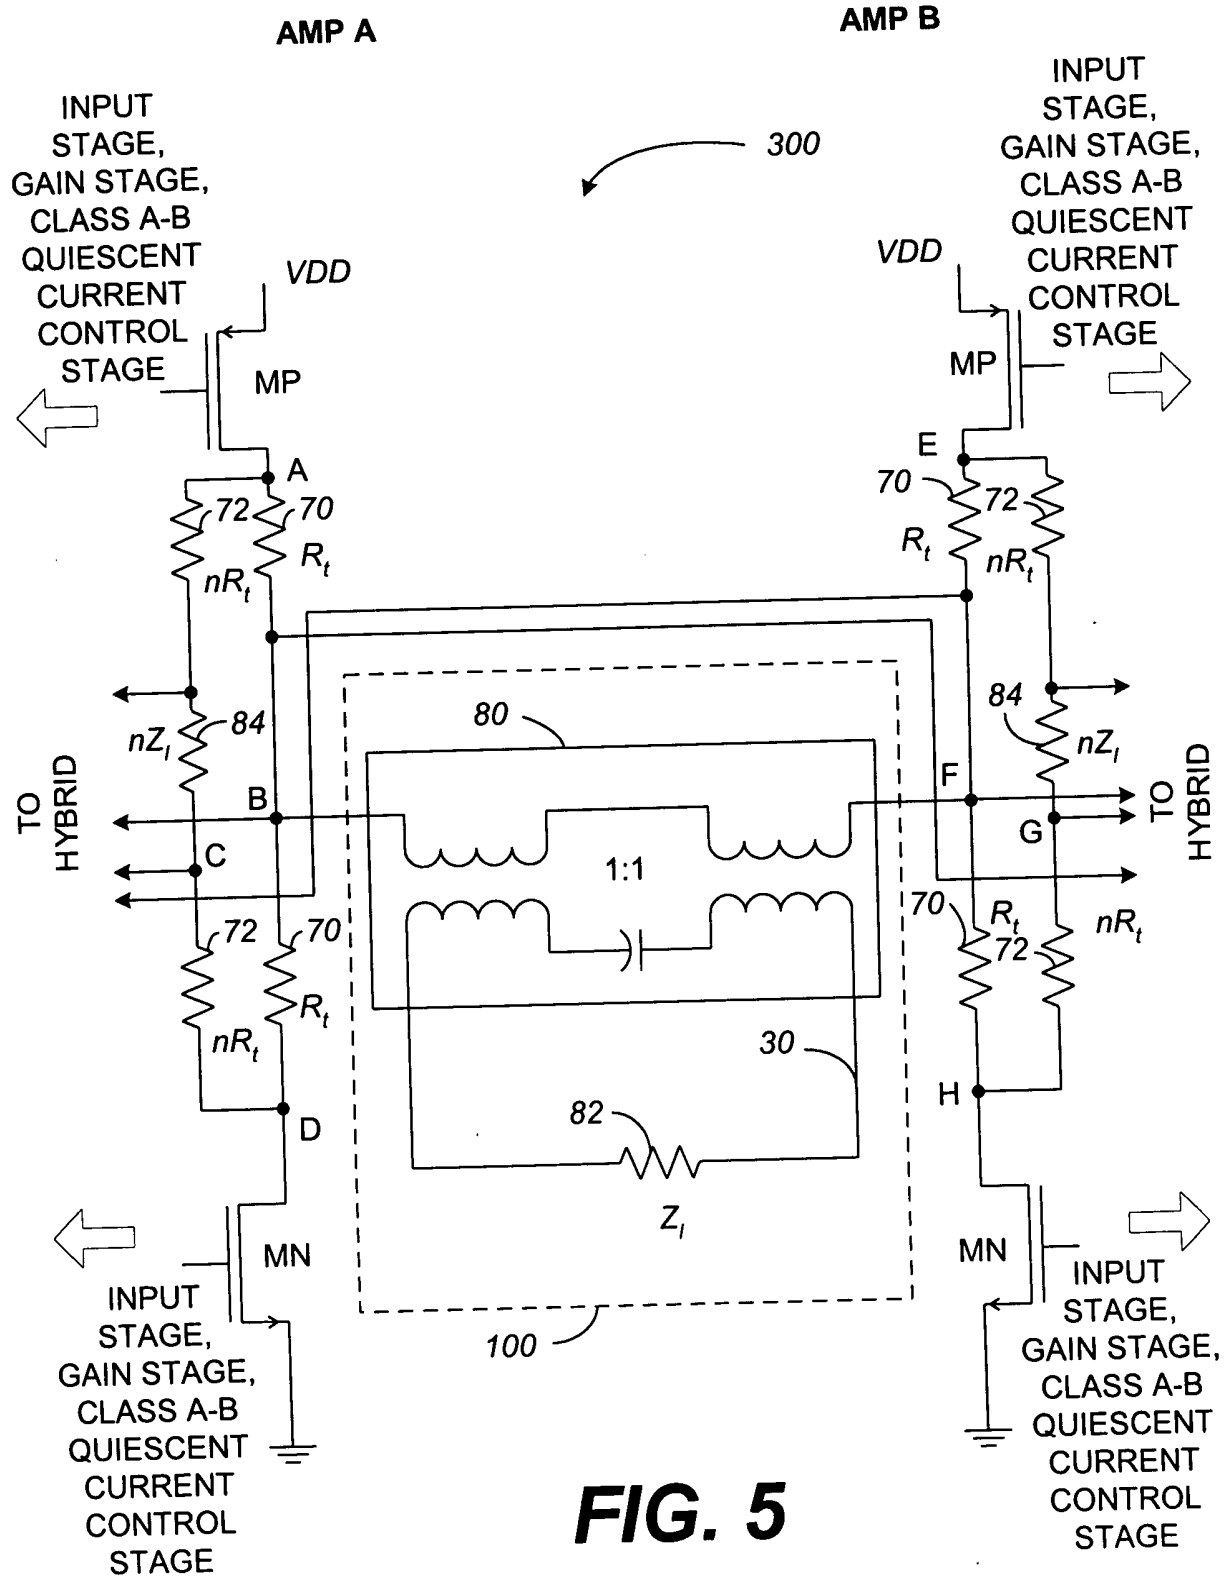 AMP A
AMP B
INPUT
STAGE,
GAIN STAGE,
CLASS A-B
QUIESCENT
CURRENT
CONTROL
STAGE
INPUT
STAGE,
GAIN STAGE,
CLASS A-B
QUIESCENT
CURRENT
CONTROL
STAGE
300
VDD
VDD
MP
MP
A
E
72
70
70
72
nRt
Rt
Rt
nRt
84
80
84
nZl
nZl
TO
HYBRID
B
F
TO
HYBRID
C
G
1:1
72
70
70
Rt
72
nRt
nRt
Rt
30
D
82
H
Zl
MN
MN
100
INPUT
STAGE,
GAIN STAGE,
CLASS A-B
QUIESCENT
CURRENT
CONTROL
STAGE
INPUT
STAGE,
GAIN STAGE,
CLASS A-B
QUIESCENT
CURRENT
CONTROL
STAGE
FIG. 5